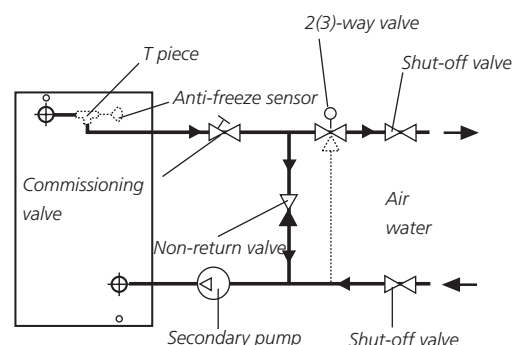 2(3)-way valve
T piece
Shut-off valve
Anti-freeze sensor
Commissioning
valve
Air
water
Non-return valve
Secondary pump
Shut-off valve